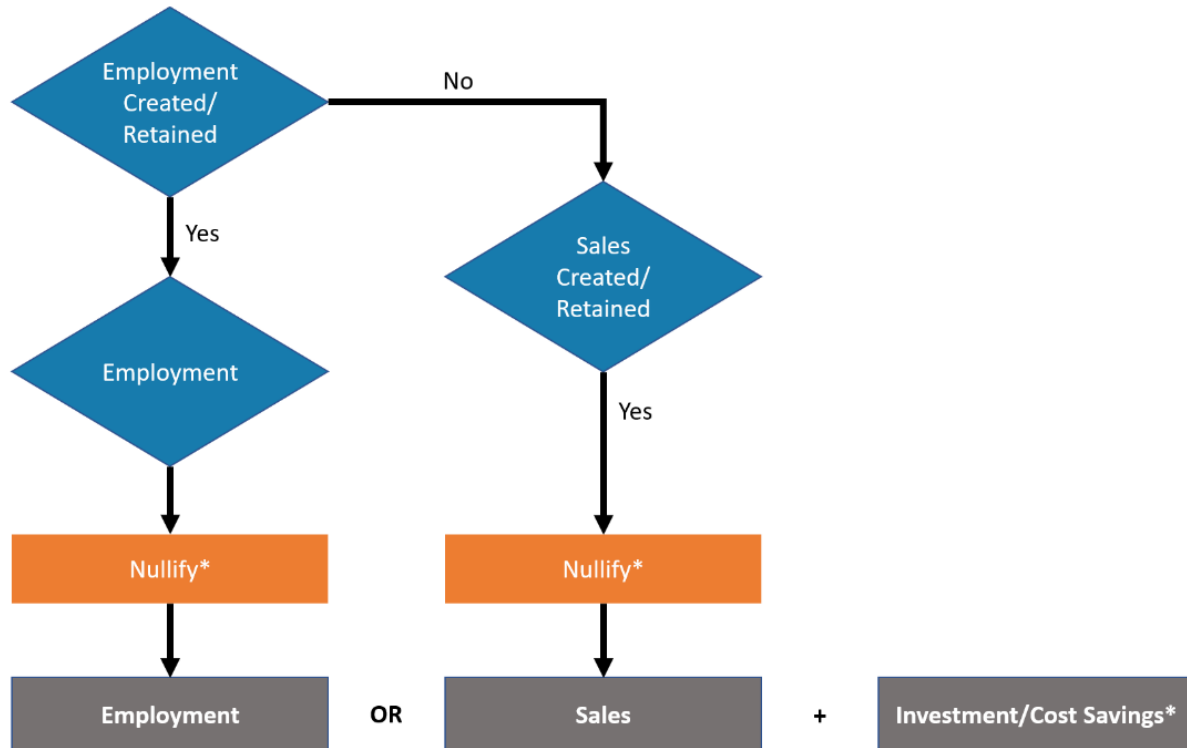 Employment
Created/
Retained
No
Yes
Sales
Created/
Retained
Employment
Yes
Nullify*
Nullify*
Employment
OR
Sales
+
Investment/Cost Savings*